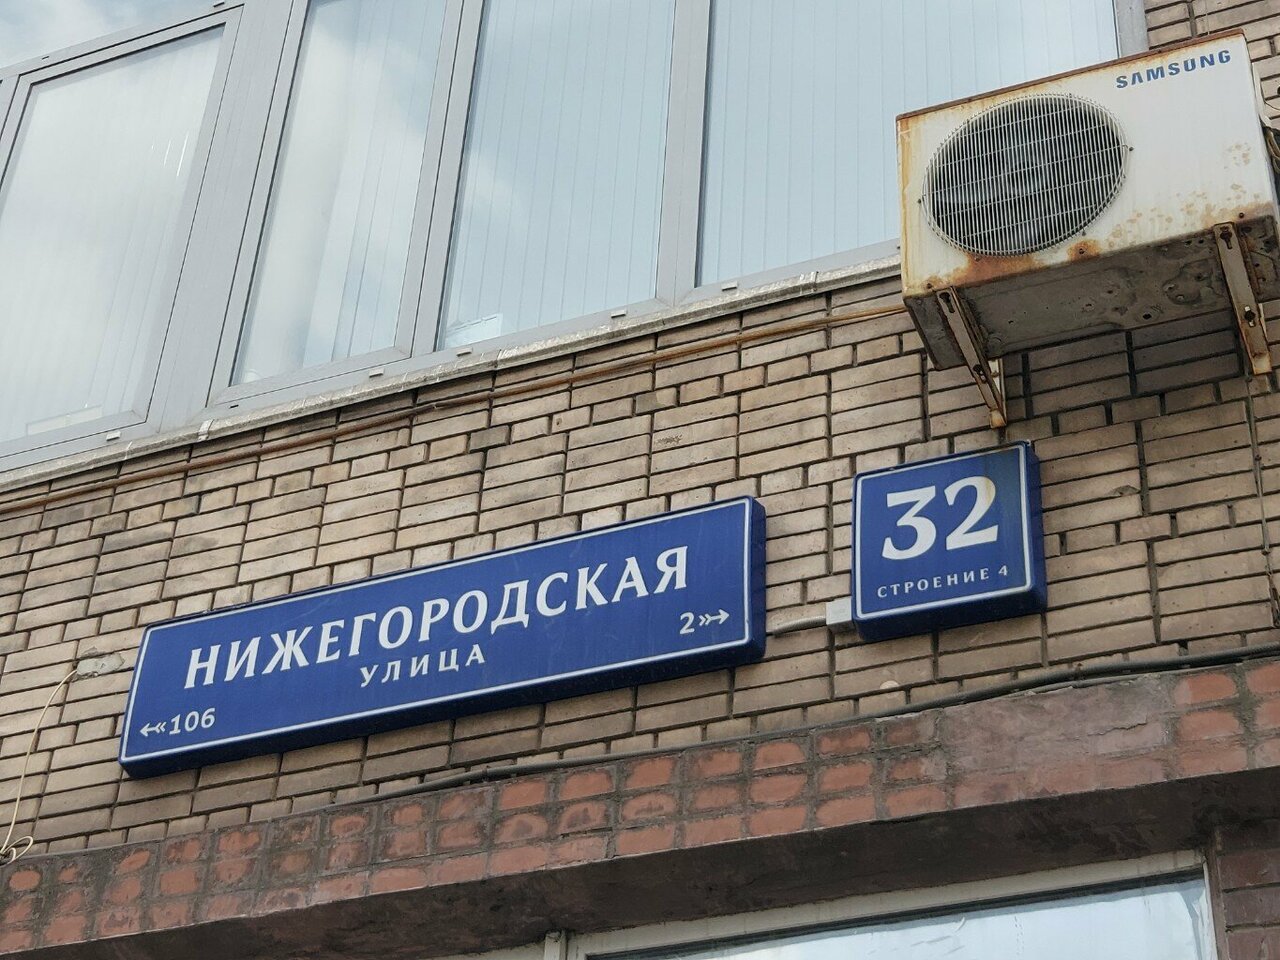 SAMSUNG
32
СТРОЕНИЕ 4
НИЖЕГОРОДСКАЯ
УЛИЦА
2
106